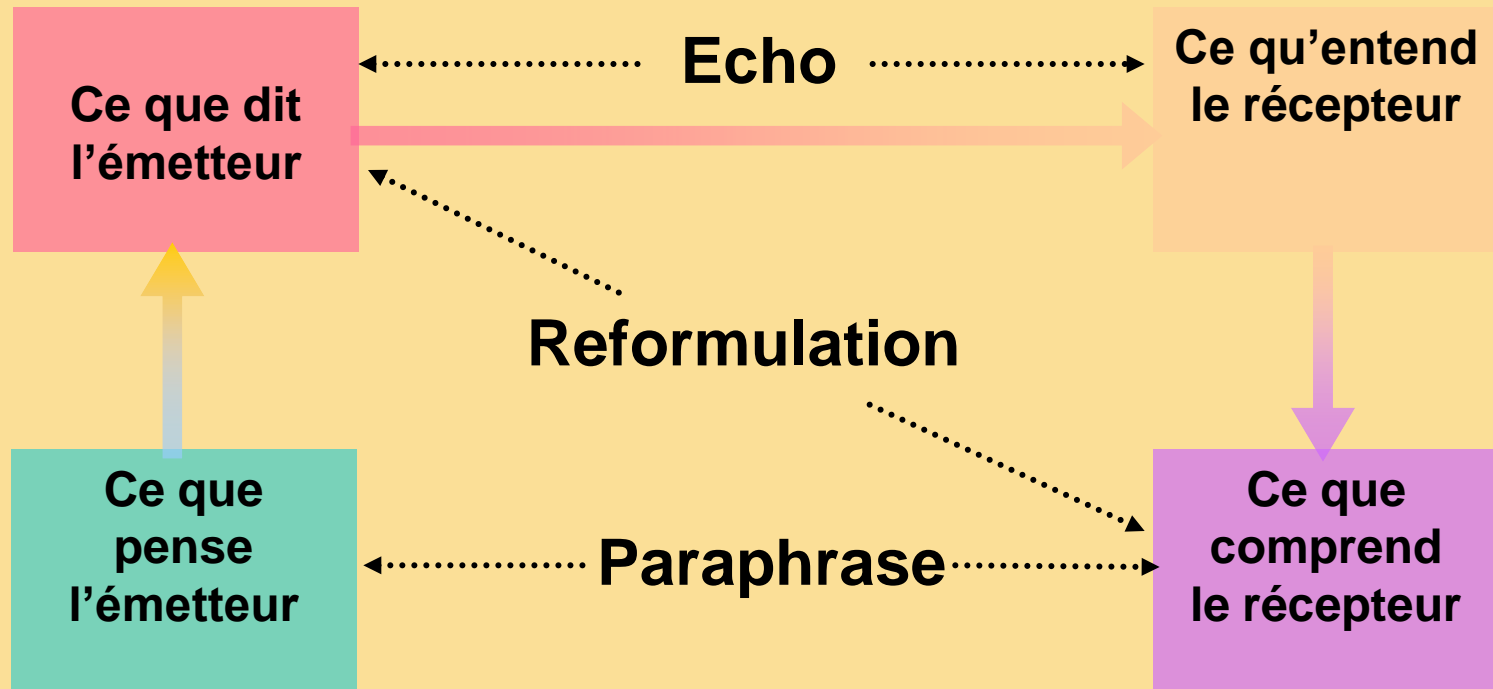 Ce que dit
l’émetteur
Echo
Ce qu’entend
le récepteur
Reformulation
Ce que
pense
l’émetteur
Paraphrase
Ce que
comprend
le récepteur